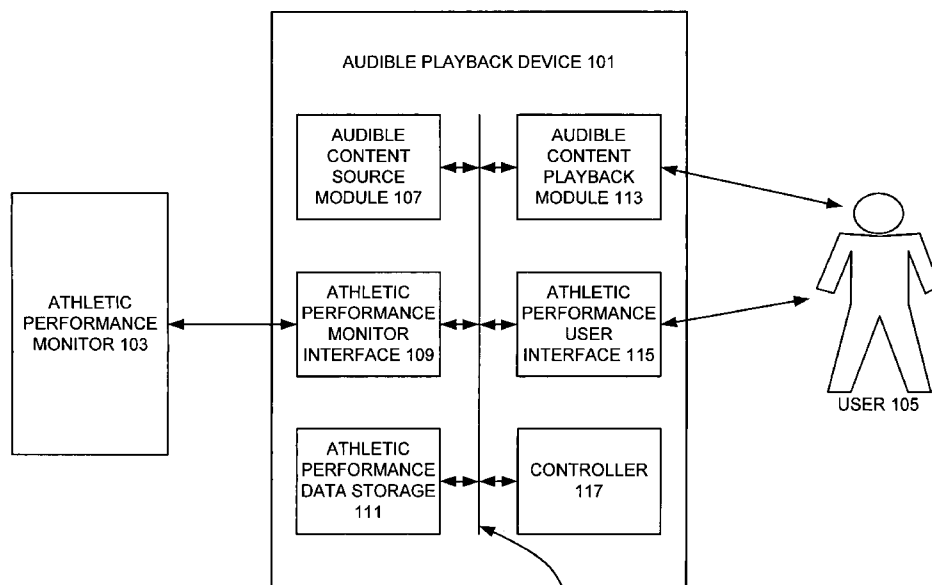 AUDIBLE PLAYBACK DEVICE 101
AUDIBLE
CONTENT
SOURCE
MODULE 107
AUDIBLE
CONTENT
PLAYBACK
MODULE 113
ATHLETIC
PERFORMANCE
MONITOR 103
ATHLETIC
PERFORMANCE
MONITOR
INTERFACE 109
ATHLETIC
PERFORMANCE
USER
INTERFACE 115
USER 105
ATHLETIC
PERFORMANCE
DATA STORAGE
111
CONTROLLER
117